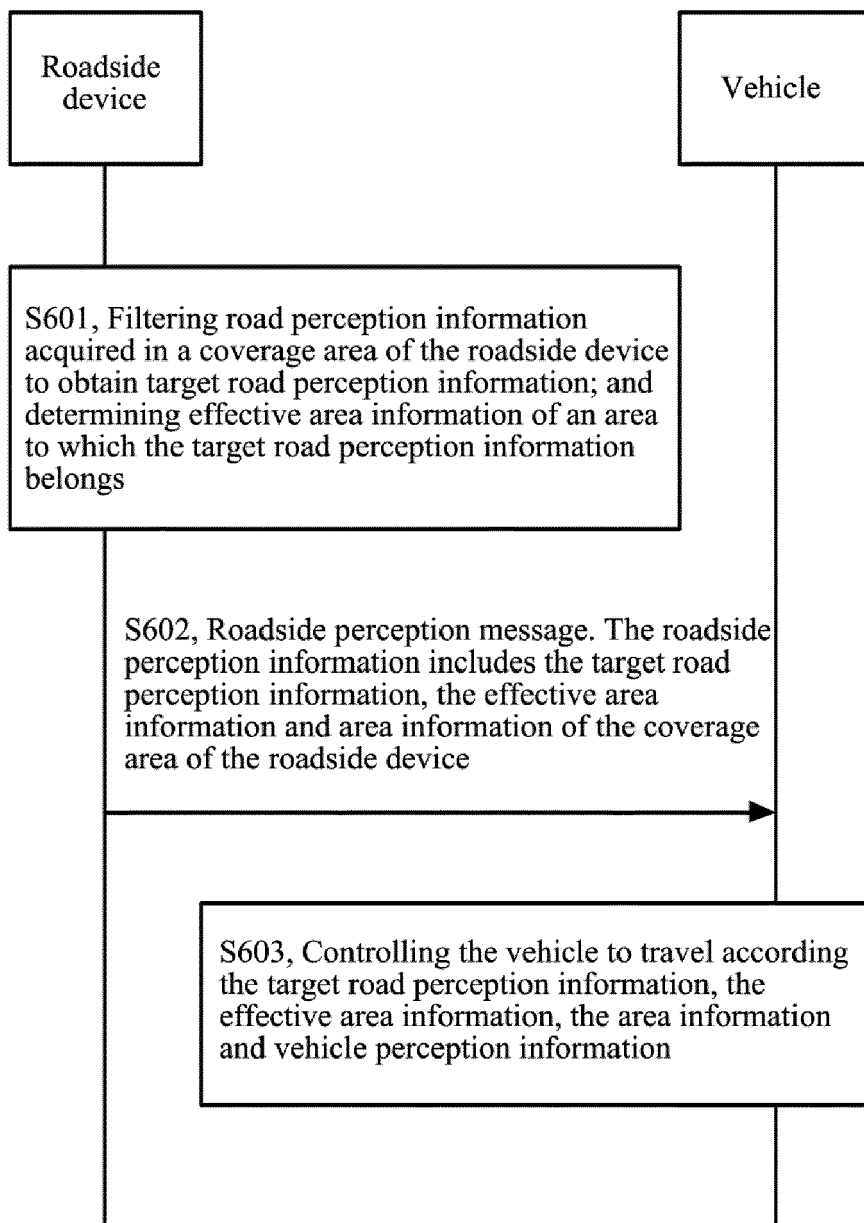 Roadside
device
Vehicle
S601, Filtering road perception information
acquired in a coverage area of the roadside device
to obtain target road perception information; and
determining effective area information of an area
to which the target road perception information
belongs
S602, Roadside perception message. The roadside
perception information includes the target road
perception information, the effective area
information and area information of the coverage
area of the roadside device
S603, Controlling the vehicle to travel according
the target road perception information, the
effective area information, the area information
and vehicle perception information